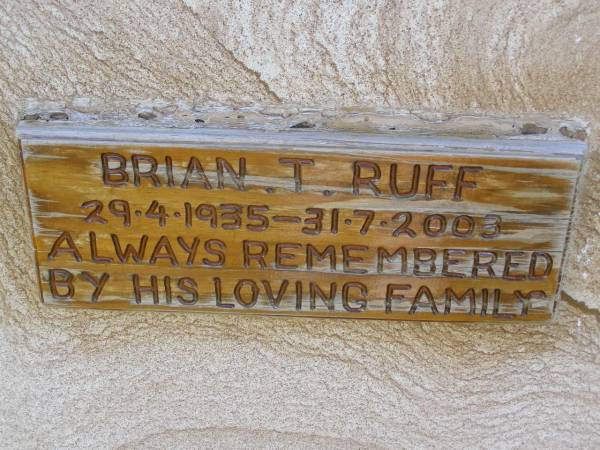 BRIAN.T.RUFF
29·4·1935–31·7·2003
ALWAYS REMEMBERED
BY HIS LOVING FAMILY